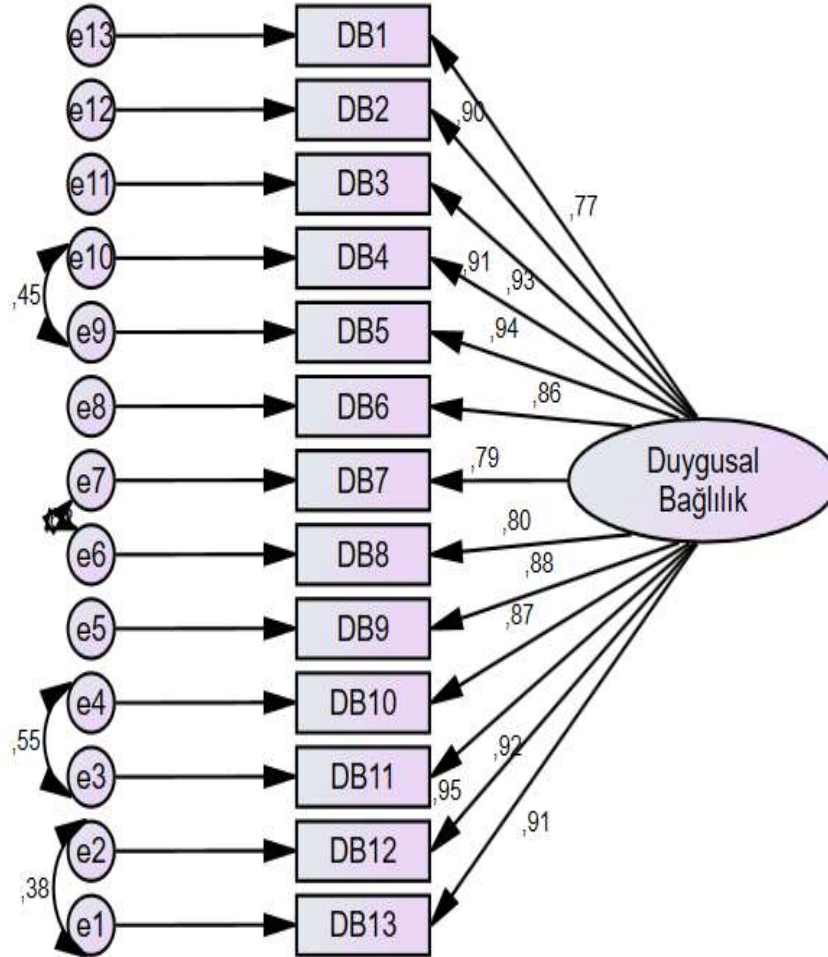 e13 DB1
e12 DB2
,90
e11 DB3
,77
e10 DB4
,91
,93
,45
e9 DB5
,94
e8 DB6
,86
Duygusal
Bağlılık
e7 DB7
,79
e6 DB8
,80
e5 DB9
,88
e4 DB10
,87
,55
e3 DB11
,92
,95
e2 DB12
,91
,38
e1 DB13